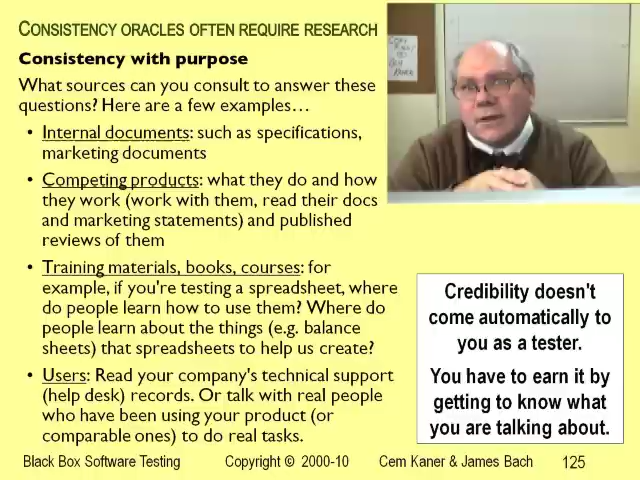 CONSISTENCY ORACLES OFTEN REQUIRE RESEARCH
Consistency with purpose
What sources can you consult to answer these
questions? Here are a few examples…
• Internal documents: such as specifications,
marketing documents
• Competing products: what they do and how
they work (work with them, read their docs
and marketing statements) and published
reviews of them
• Training materials, books, courses: for
example, if you're testing a spreadsheet, where
do people learn how to use them? Where do
people learn about the things (e.g. balance
sheets) that spreadsheets to help us create?
• Users: Read your company's technical support
(help desk) records. Or talk with real people
who have been using your product (or
comparable ones) to do real tasks.
Credibility doesn't
come automatically to
you as a tester.
You have to earn it by
getting to know what
you are talking about.
Black Box Software Testing Copyright © 2000-10 Cem Kaner & James Bach 125